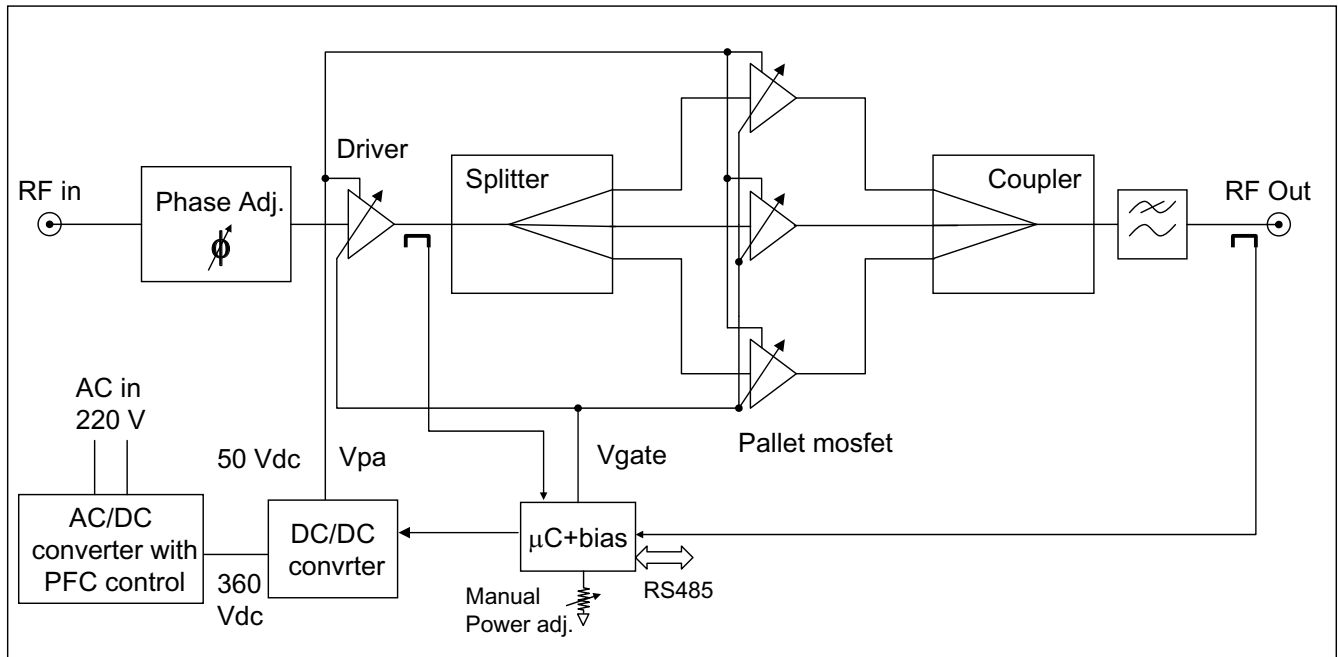 Driver
RF in
Phase Adj.
ϕ
Splitter
Coupler
RF Out
AC in
220 V
50 Vdc
Vpa
Vgate
Pallet mosfet
AC/DC
converter with
PFC control
360
Vdc
DC/DC
convrter
μC+bias
RS485
Manual
Power adj.